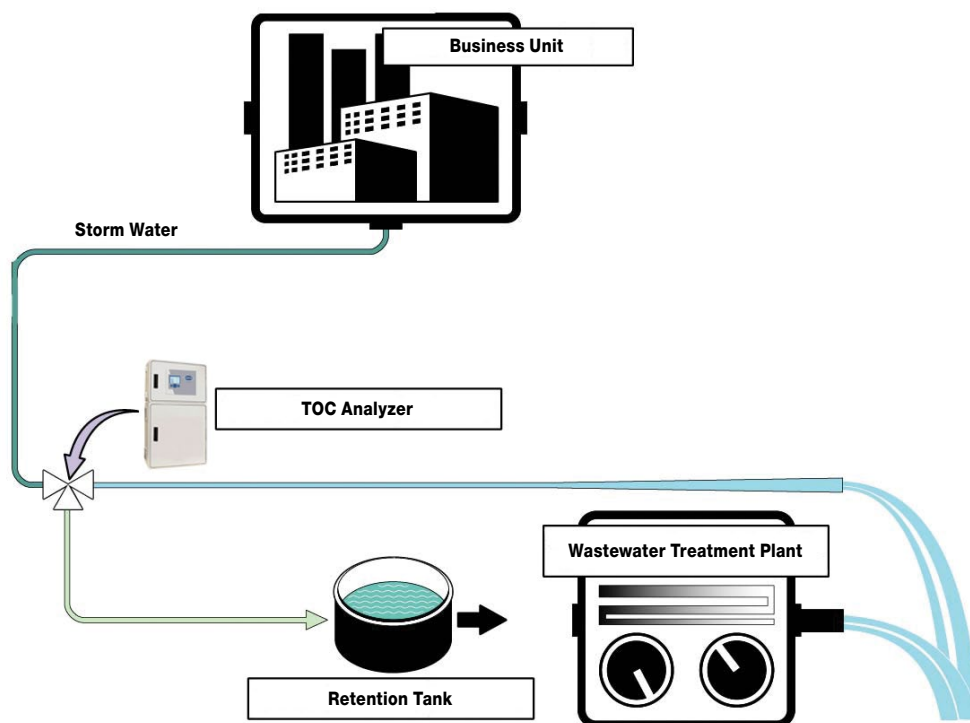 Business Unit
Storm Water
TOC Analyzer
Wastewater Treatment Plant
Retention Tank